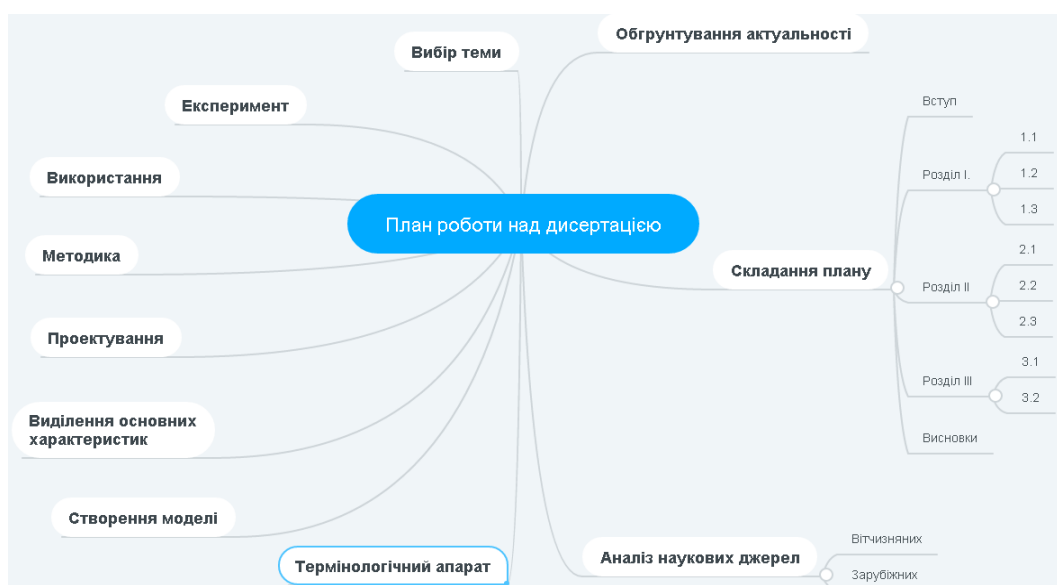 План роботи над дисертацією
Вибір теми
Обгрунтування актуальності
Експеримент
Використання
Методика
Проектування
Виділення основних
характеристик
Створення моделі
Термінологічний апарат
Складання плану
Вступ
Розділ І.
1.1
1.2
1.3
Розділ ІІ
2.1
2.2
2.3
Розділ ІІІ
3.1
3.2
Висновки
Аналіз наукових джерел
Вітчизняних
Зарубіжних